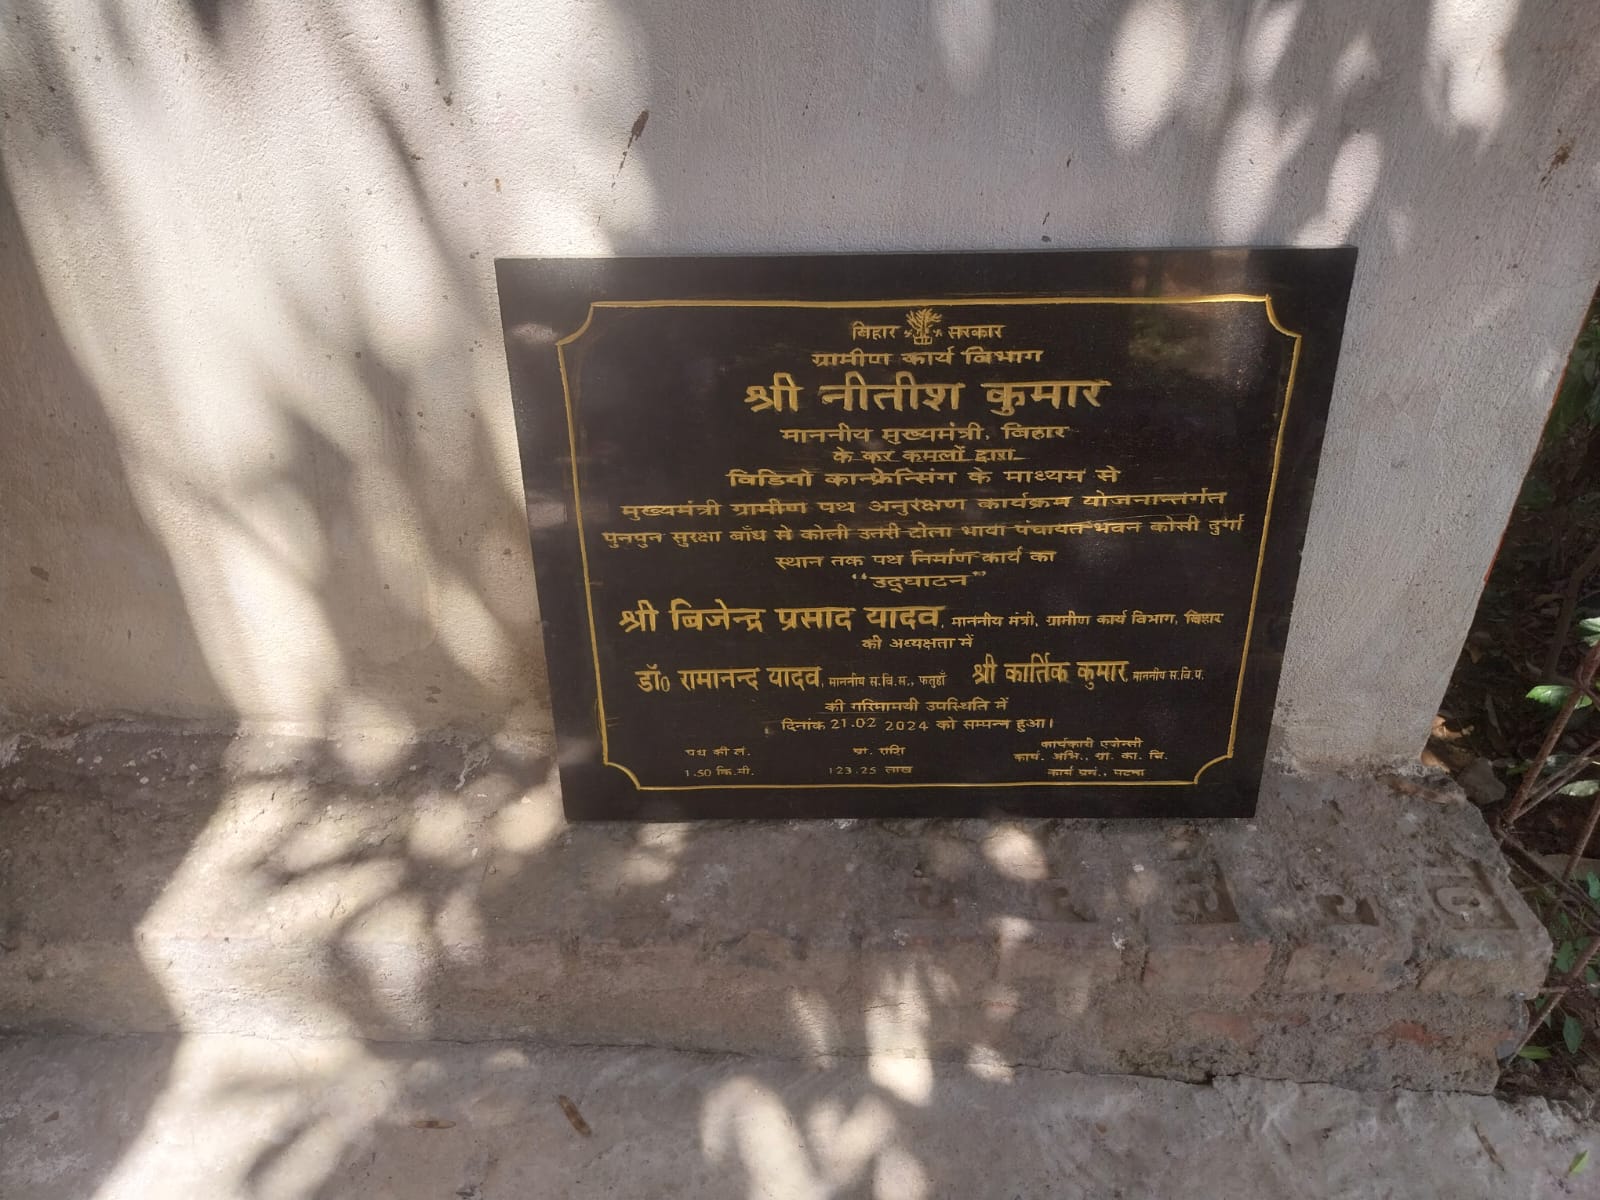 बिहार सरकार
ग्रामीण कार्य विभाग
श्री नीतीश कुमार
माननीय मुख्यमंत्री, बिहार
के कर कमलों द्वारा
विडियो कान्फ्रेन्सिंग के माध्यम से
मुख्यमंत्री ग्रामीण पथ अनुरक्षण कार्यक्रम योजनान्तर्गत
पुनपुन सुरक्षा बाँध से कोली उतरी टोला भाया पंचायत भवन कोसी दुर्गा
स्थान तक पथ निर्माण कार्य का
"उद्घाटन"
श्री बिजेन्द्र प्रसाद यादव, माननीय मंत्री, ग्रामीण कार्य विभाग, बिहार
की अध्यक्षता में
डॉ० रामानन्द यादव, माननीय स.वि.स., फतुहाँ श्री कार्तिक कुमार, माननीय स.वि.प.
की गरिमामयी उपस्थिति में
दिनांक 21.02 2024 को सम्पन्न हुआ।
पथ की लं. प्रा. राशि कार्यकारी एजेन्सी
कार्य. अभि., ग्रा. का. वि.
1.50 कि.मी. 123.25 लाख कार्य प्रमं., पटना